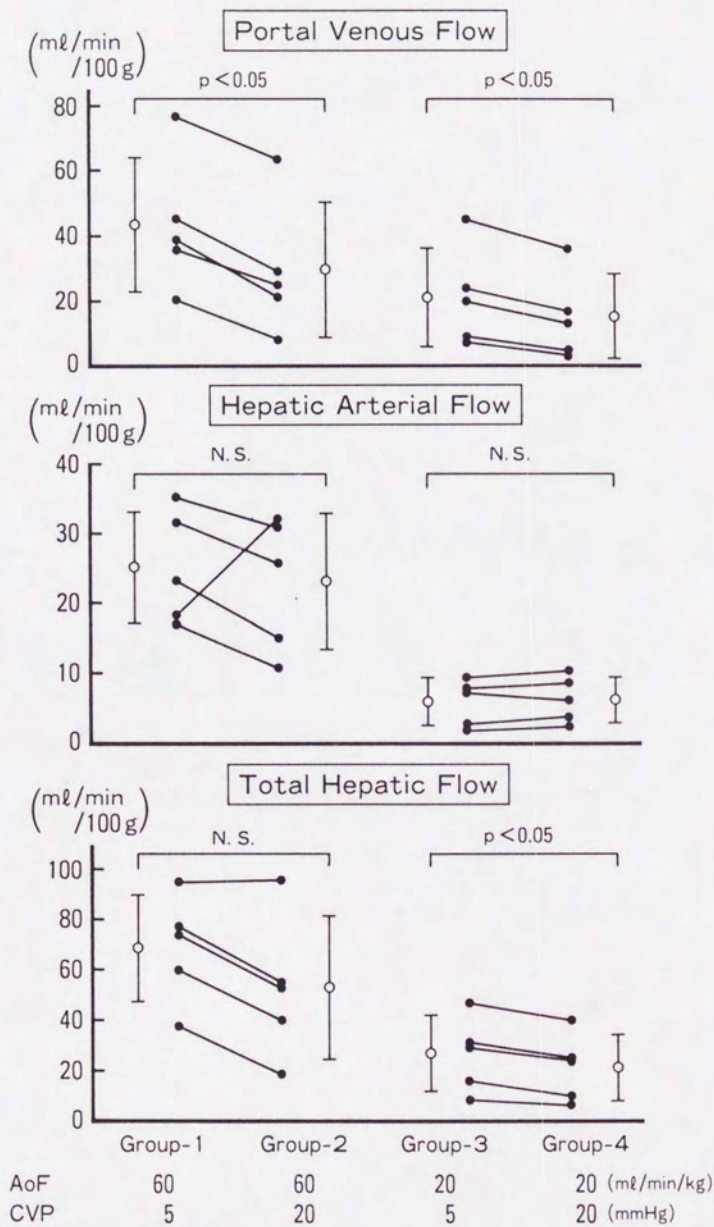 Portal Venous Flow
(mℓ/min
/100g)
p <0.05 p <0.05
80
60
40
20
0
Hepatic Arterial Flow
(mℓ/min
/100g)
N.S. N.S.
40
30
20
10
0
Total Hepatic Flow
(mℓ/min
/100g)
N.S. p <0.05
100
80
60
40
20
0
Group-1 Group-2 Group-3 Group-4
AoF 60 60 20 20 (mℓ/min/kg)
CVP 5 20 5 20 (mmHg)